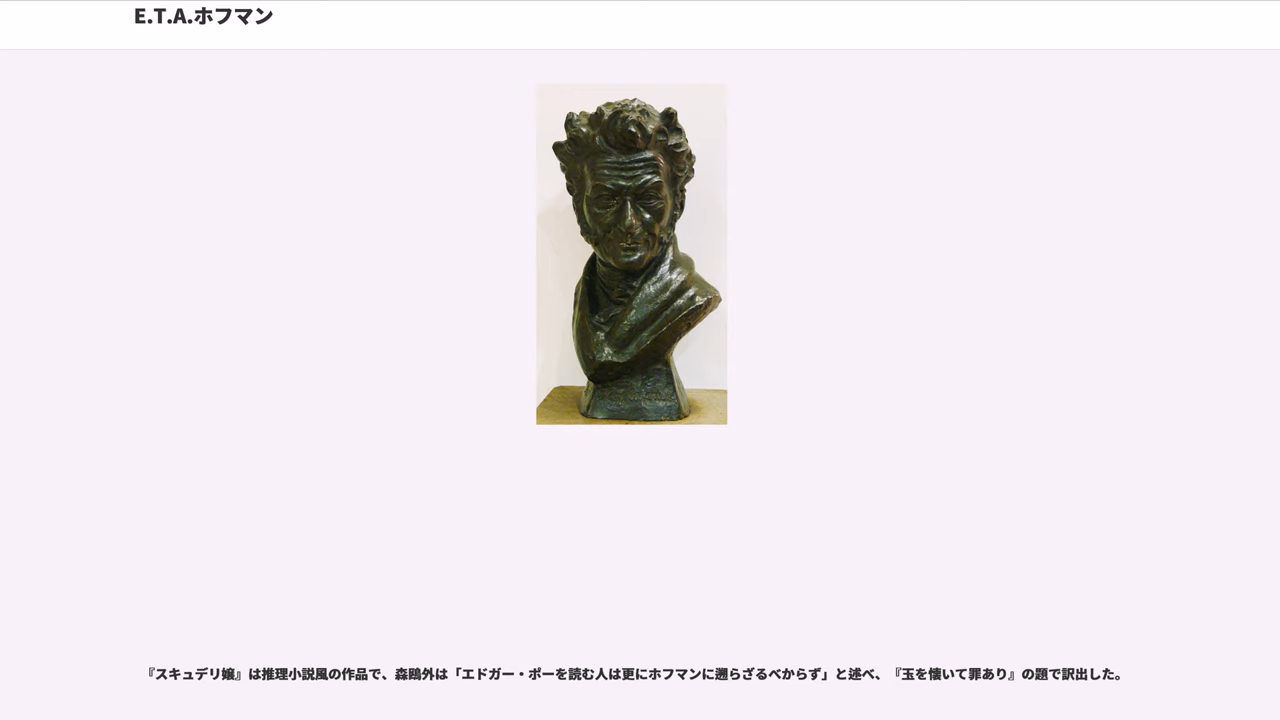 E.T.A.ホフマン
『スキュデリ嬢』は推理小説風の作品で、森鷗外は「エドガー・ポーを読む人は更にホフマンに遡らざるべからず」と述べ、『玉を懐いて罪あり』の題で訳出した。